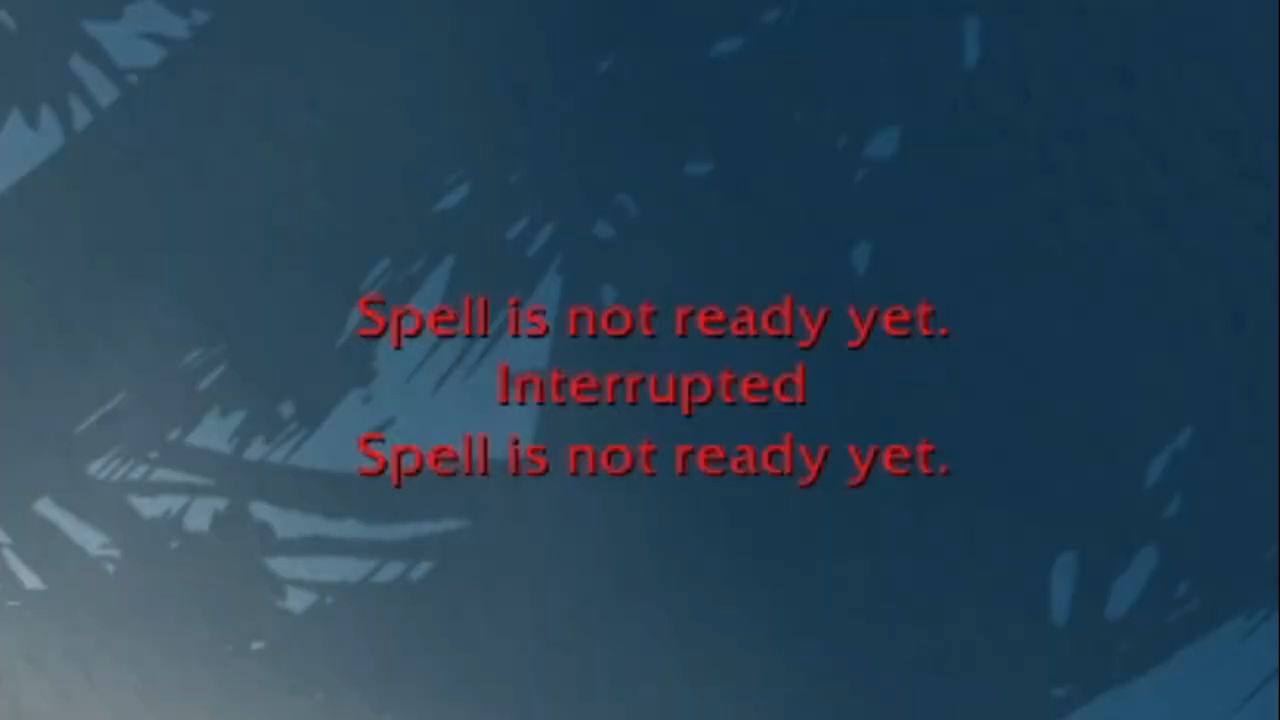 Spell is not ready yet.
Interrupted
Spell is not ready yet.